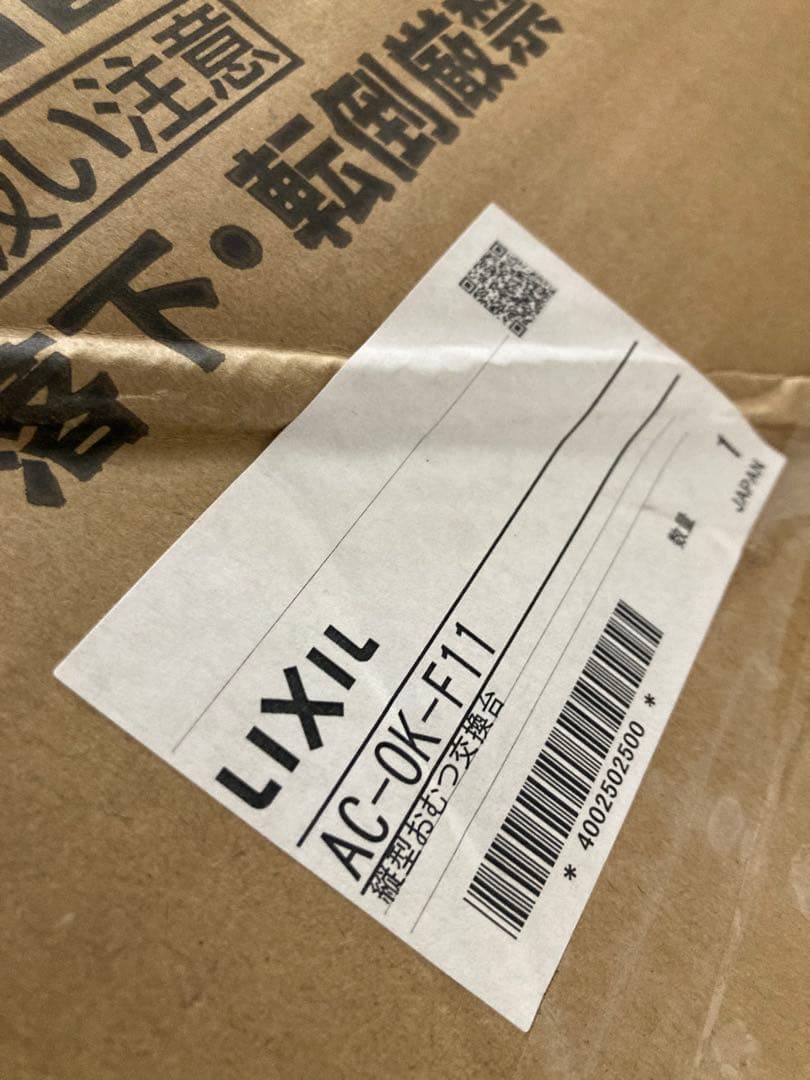 扱い注意
落下・転倒厳禁
LIXIL
AC-OK-F11
縦型おむつ交換台
数量
1
JAPAN
* 4002502500 *